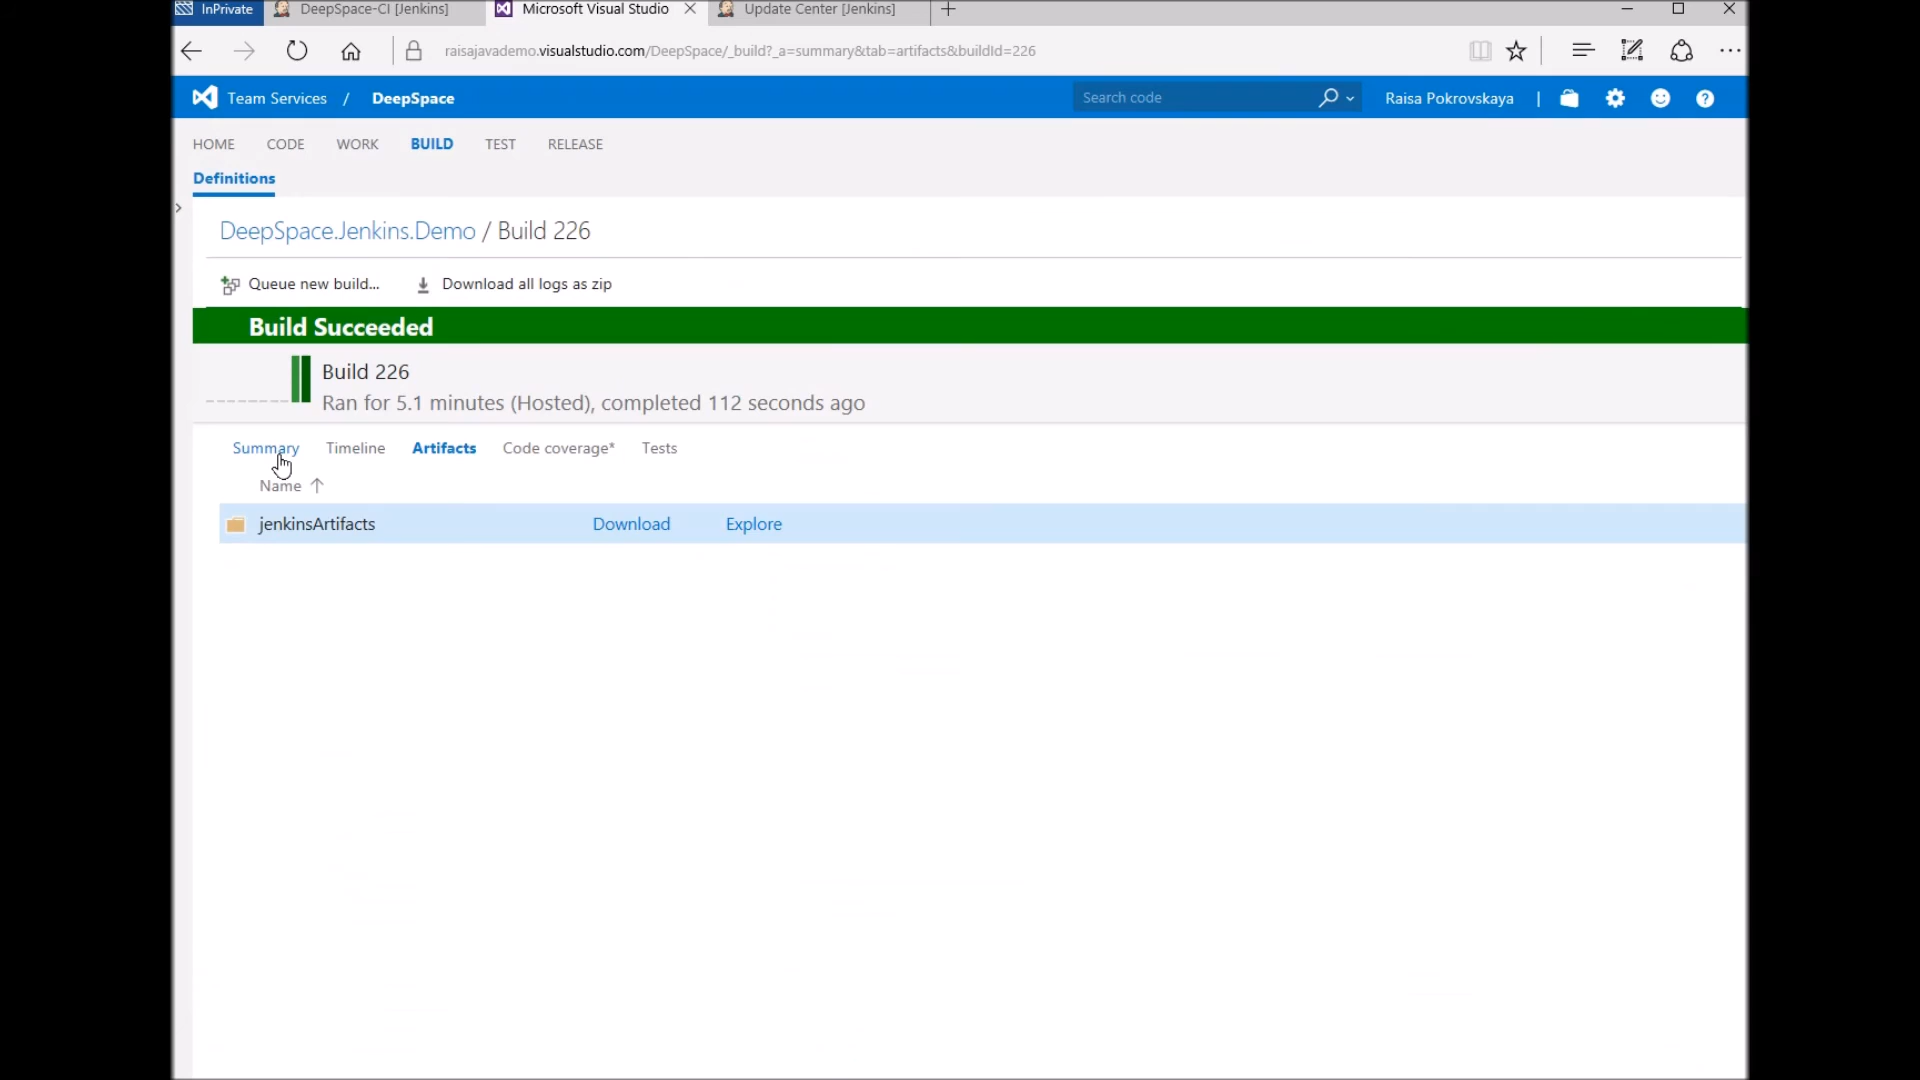 InPrivate DeepSpace-CI [Jenkins] Microsoft Visual Studio Update Center [Jenkins]
raisajavademo.visualstudio.com/DeepSpace/_build?_a=summary&tab=artifacts&buildId=226
Team Services / DeepSpace Search code Raisa Pokrovskaya |
HOME CODE WORK BUILD TEST RELEASE
Definitions
DeepSpace.Jenkins.Demo / Build 226
Queue new build... Download all logs as zip
Build Succeeded
Build 226
Ran for 5.1 minutes (Hosted), completed 112 seconds ago
Summary Timeline Artifacts Code coverage* Tests
Name
jenkinsArtifacts Download Explore